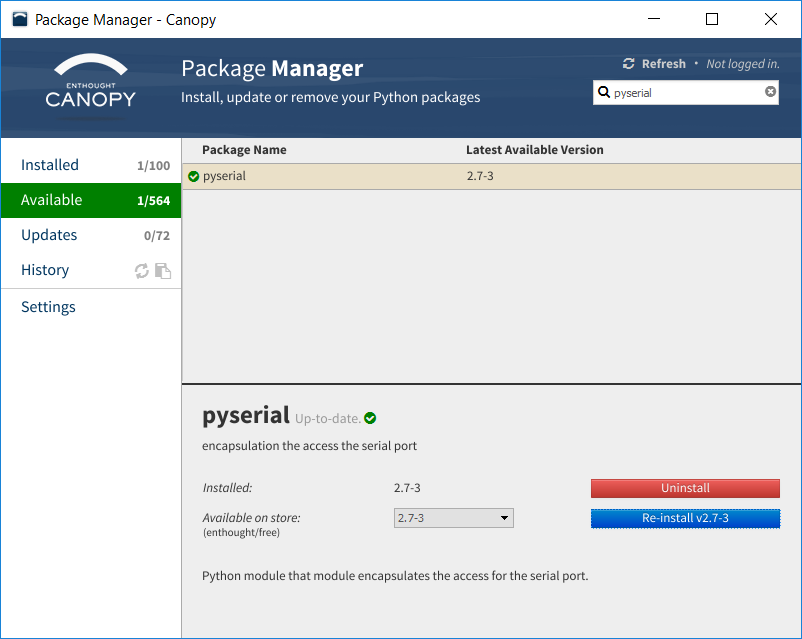 Package Manager - Canopy
ENTHOUGHT
CANOPY
Package Manager
Install, update or remove your Python packages
Refresh • Not logged in.
pyserial
Installed 1/100
Available 1/564
Updates 0/72
History
Settings
Package Name Latest Available Version
pyserial 2.7-3
pyserial Up-to-date.
encapsulation the access the serial port
Installed: 2.7-3 Uninstall
Available on store: 2.7-3 Re-install v2.7-3
(enthought/free)
Python module that module encapsulates the access for the serial port.